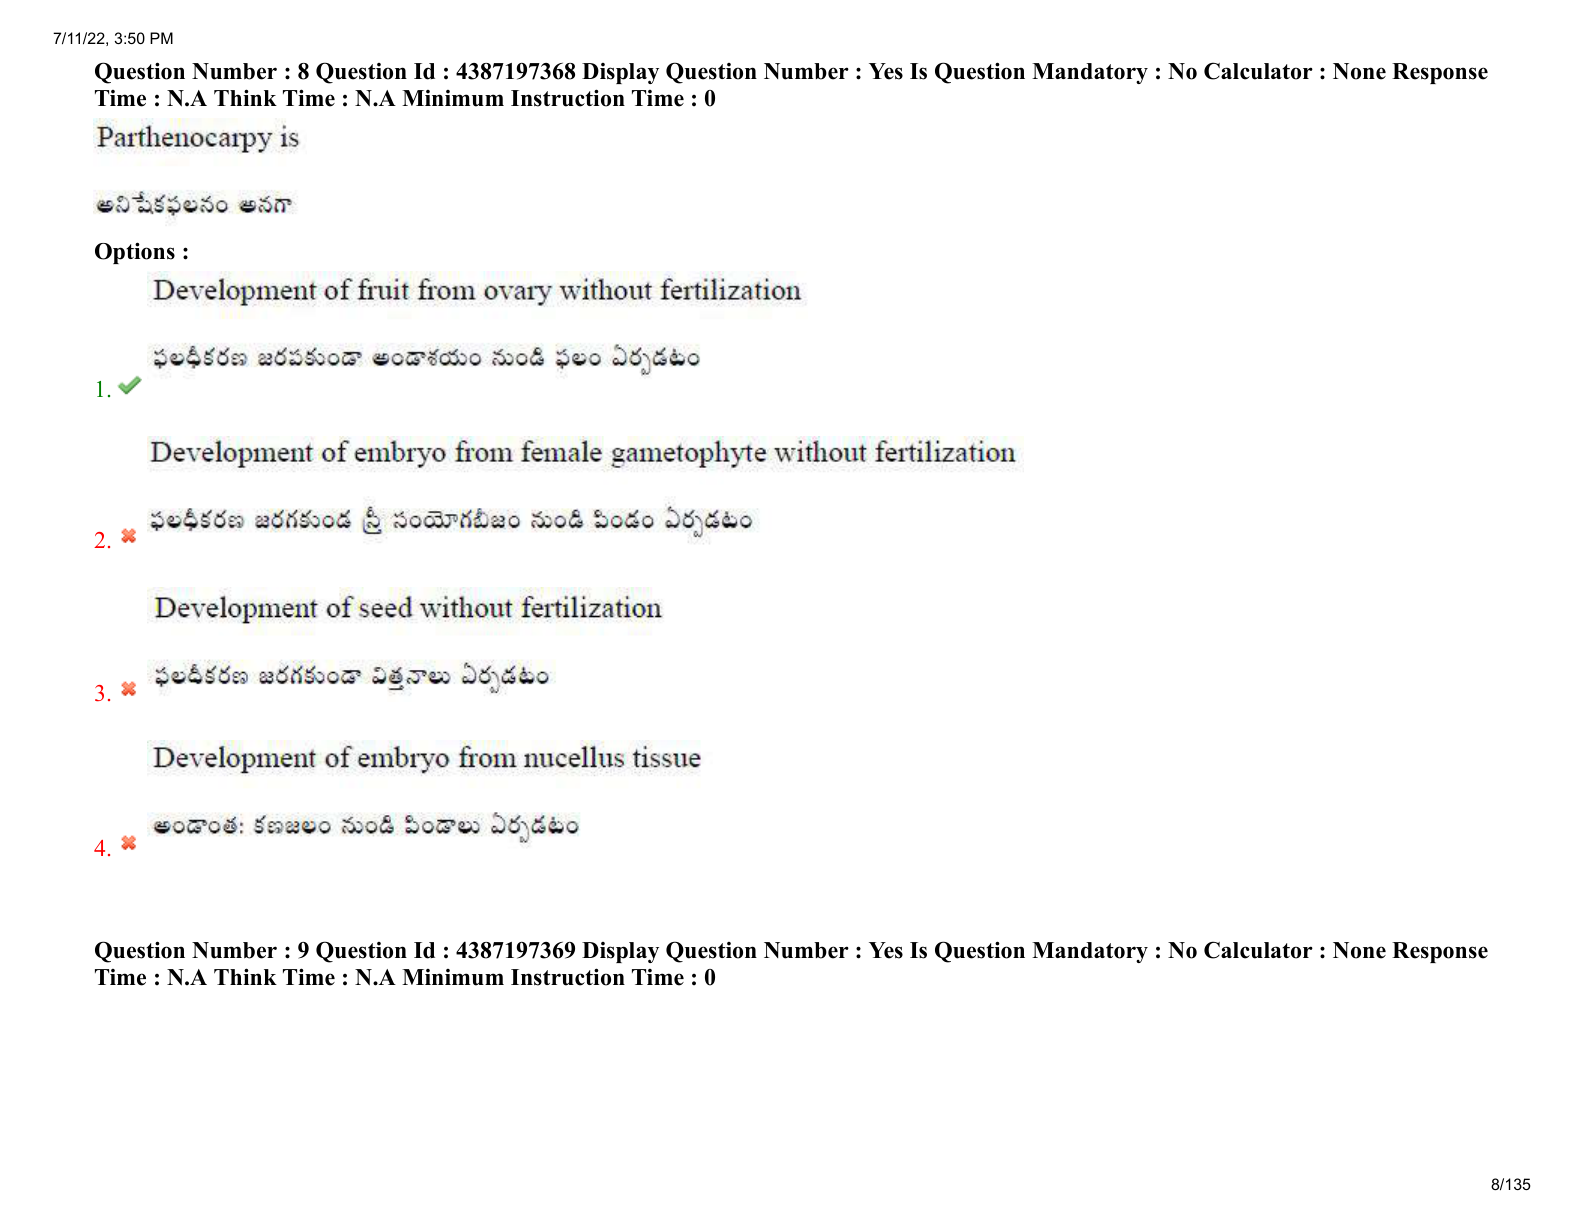 7/11/22, 3:50 PM
Question Number : 8 Question Id : 4387197368 Display Question Number : Yes Is Question Mandatory : No Calculator : None Response
Time : N.A Think Time : N.A Minimum Instruction Time : 0
Parthenocarpy is
అనిషేకఫలనం అనగా
Options :
Development of fruit from ovary without fertilization
ఫలధీకరణ జరపకుండా అండాశయం నుండి ఫలం ఏర్పడటం
1.
Development of embryo from female gametophyte without fertilization
ఫలధీకరణ జరగకుండ స్త్రీ సంయోగబీజం నుండి పిండం ఏర్పడటం
2.
Development of seed without fertilization
ఫలదీకరణ జరగకుండా విత్తనాలు ఏర్పడటం
3.
Development of embryo from nucellus tissue
అండాంత: కణజలం నుండి పిండాలు ఏర్పడటం
4.
Question Number : 9 Question Id : 4387197369 Display Question Number : Yes Is Question Mandatory : No Calculator : None Response
Time : N.A Think Time : N.A Minimum Instruction Time : 0
8/135